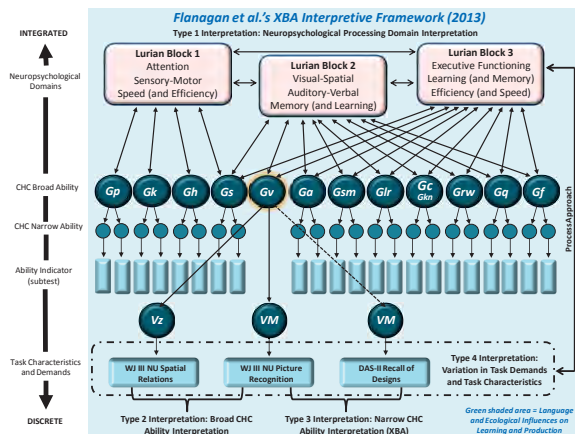 Flanagan et al.'s XBA Interpretive Framework (2013)
Type 1 Interpretation: Neuropsychological Processing Domain Interpretation
INTEGRATED
Neuropsychological
Domains
CHC Broad Ability
CHC Narrow Ability
Ability Indicator
(subtest)
Task Characteristics
and Demands
DISCRETE
Lurian Block 1
Attention
Sensory-Motor
Speed (and Efficiency)
Lurian Block 2
Visual-Spatial
Auditory-Verbal
Memory (and Learning)
Lurian Block 3
Executive Functioning
Learning (and Memory)
Efficiency (and Speed)
Gp
Gk
Gh
Gs
Gv
Ga
Gsm
Glr
Gc
Gkn
Grw
Gq
Gf
ProcessApproach
Vz
VM
VM
WJ III NU Spatial
Relations
WJ III NU Picture
Recognition
DAS-II Recall of
Designs
Type 4 Interpretation:
Variation in Task Demands
and Task Characteristics
Type 2 Interpretation: Broad CHC
Ability Interpretation
Type 3 Interpretation: Narrow CHC
Ability Interpretation (XBA)
Green shaded area = Language
and Ecological Influences on
Learning and Production